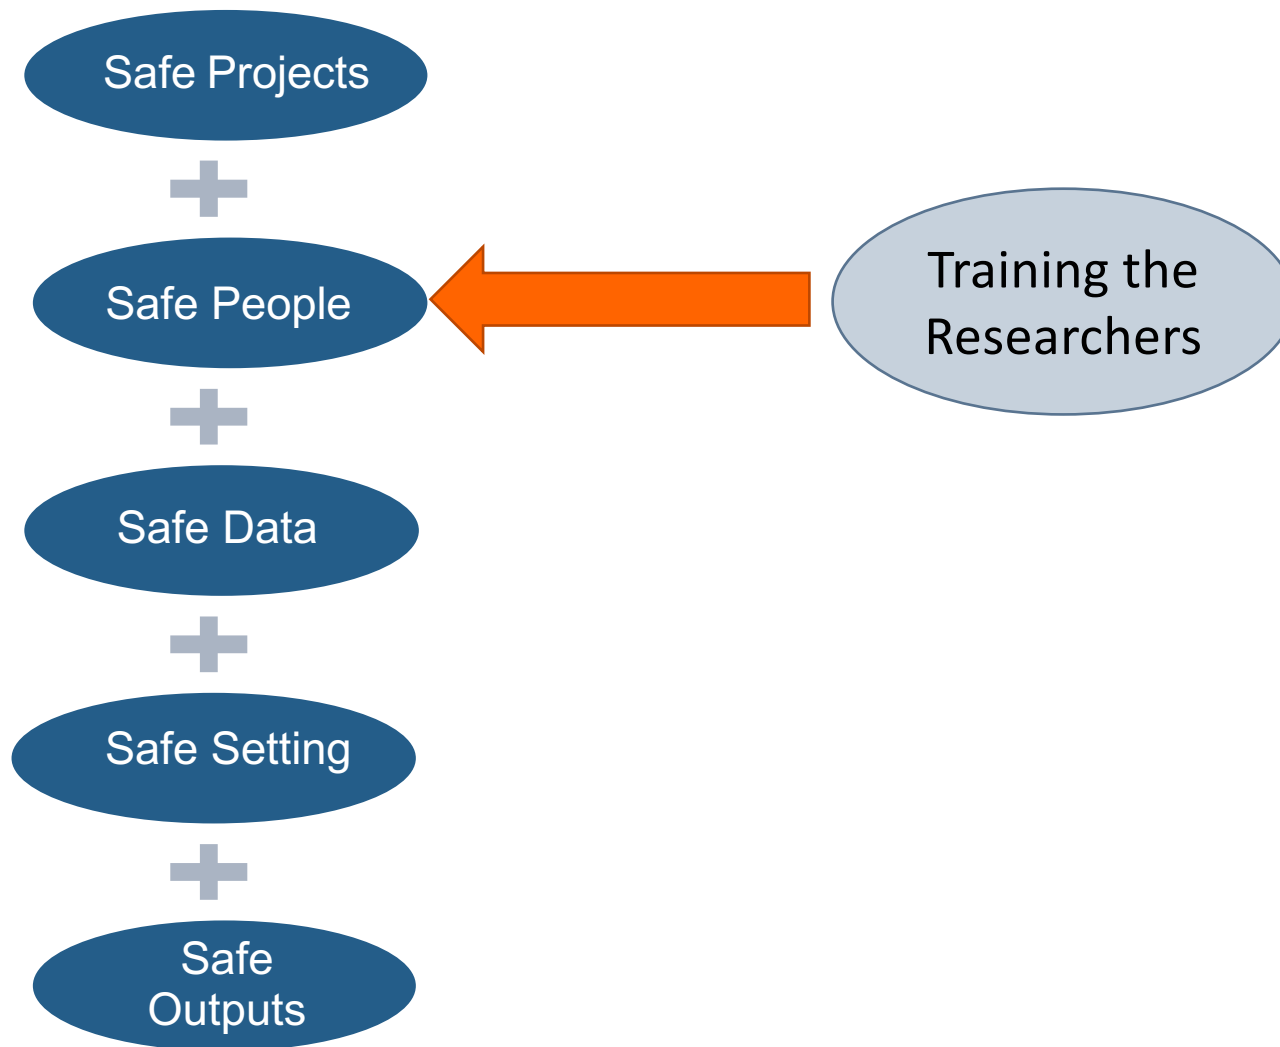 Safe Projects
Safe People
Training the
Researchers
Safe Data
Safe Setting
Safe
Outputs